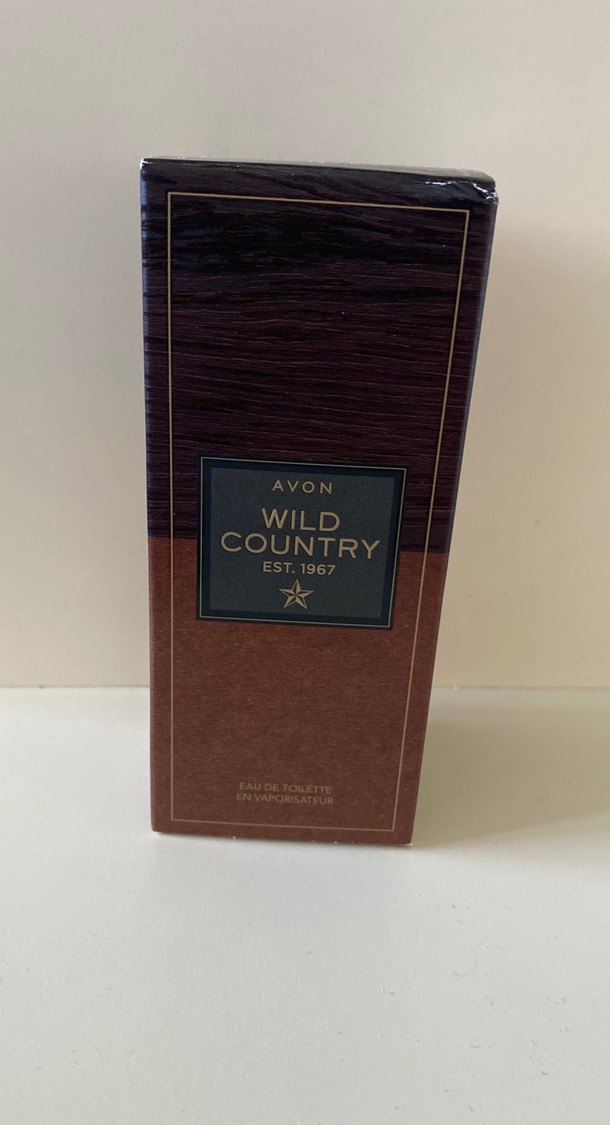 AVON
WILD
COUNTRY
EST. 1967
EAU DE TOILETTE
EN VAPORISATEUR